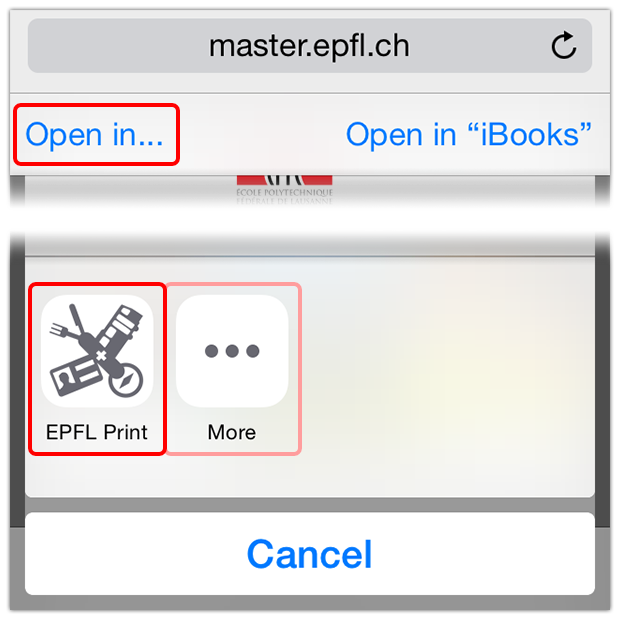 master.epfl.ch
Open in...
Open in “iBooks”
ÉCOLE POLYTECHNIQUE
FÉDÉRALE DE LAUSANNE
EPFL Print
More
Cancel